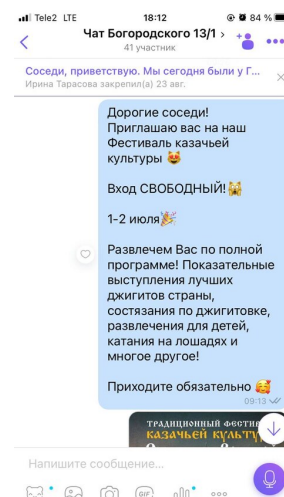 Tele2 LTE 18:12 84 %
Чат Богородского 13/1 >
41 участник
Соседи, приветствую. Мы сегодня были у Г...
Ирина Тарасова закрепил(а) 23 авг.
Дорогие соседи!
Приглашаю вас на наш
Фестиваль казачьей
культуры 😻
Вход СВОБОДНЫЙ!🙀
1-2 июля🎉
Развлечем Вас по полной
программе! Показательные
выступления лучших
джигитов страны,
состязания по джигитовке,
развлечения для детей,
катания на лошадях и
многое другое!
Приходите обязательно 🥰
09:13
ТРАДИЦИОННЫЙ ФЕСТИ
КАЗАЧЬЕЙ КУЛЬТУ
Напишите сообщение...
GIF